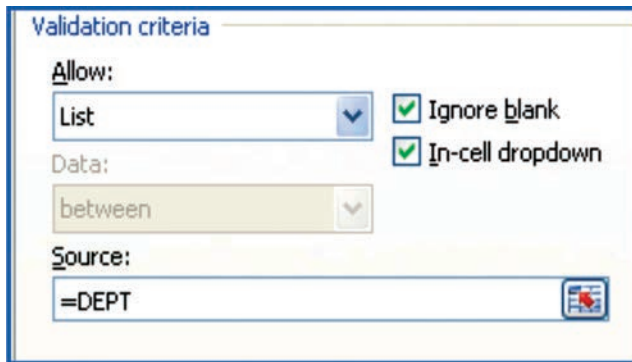 Validation criteria
Allow:
List
Ignore blank
In-cell dropdown
Data:
between
Source:
=DEPT